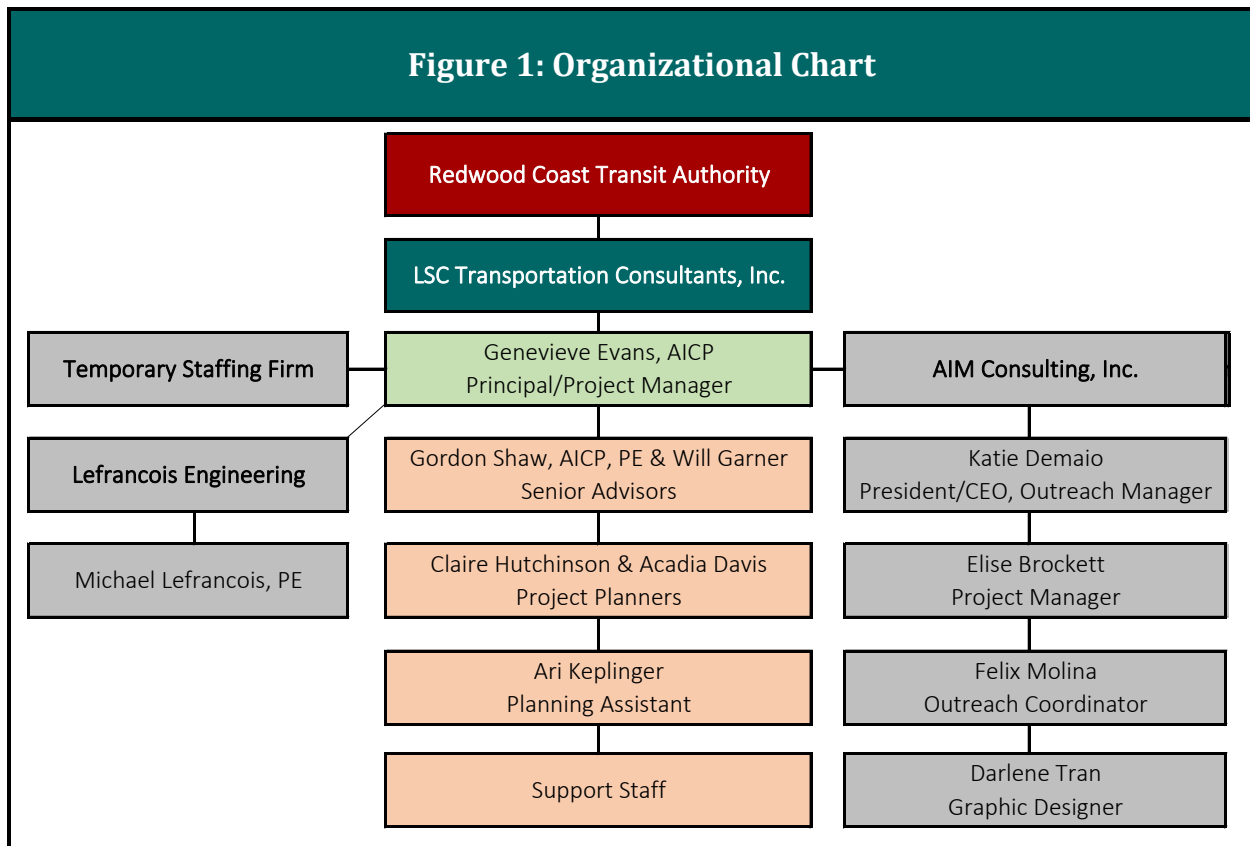 Figure 1: Organizational Chart
Redwood Coast Transit Authority
LSC Transportation Consultants, Inc.
Temporary Staffing Firm
Genevieve Evans, AICP
Principal/Project Manager
AIM Consulting, Inc.
Lefrancois Engineering
Gordon Shaw, AICP, PE & Will Garner
Senior Advisors
Katie Demaio
President/CEO, Outreach Manager
Michael Lefrancois, PE
Claire Hutchinson & Acadia Davis
Project Planners
Elise Brockett
Project Manager
Ari Keplinger
Planning Assistant
Felix Molina
Outreach Coordinator
Support Staff
Darlene Tran
Graphic Designer